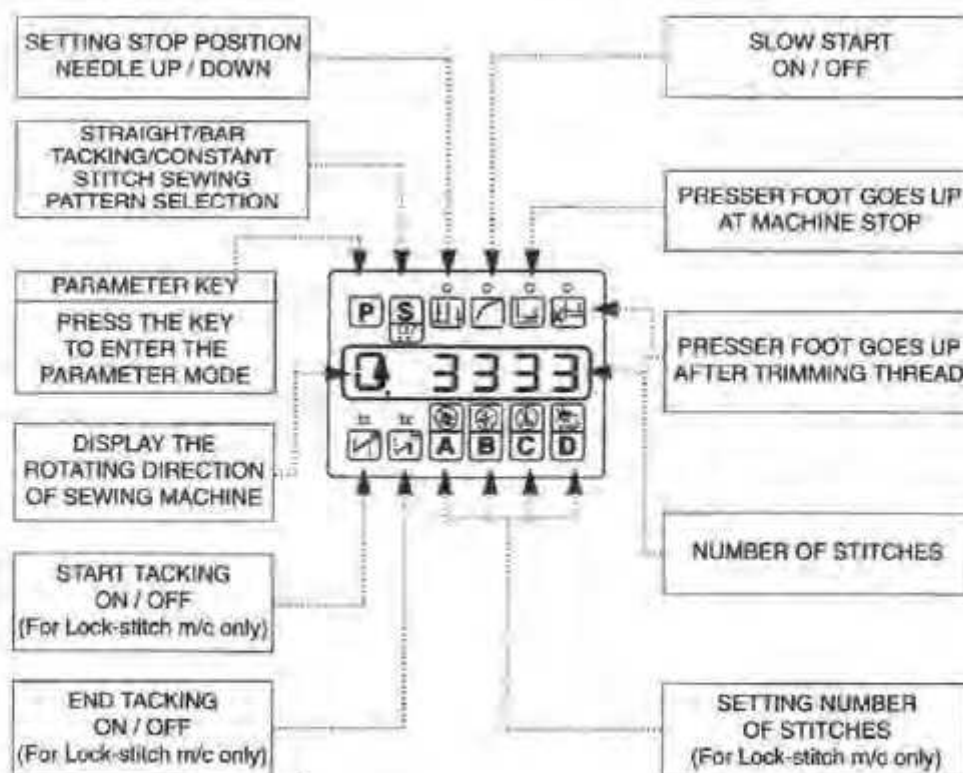 SETTING STOP POSITION
NEEDLE UP / DOWN
SLOW START
ON / OFF
STRAIGHT/BAR
TACKING/CONSTANT
STITCH SEWING
PATTERN SELECTION
PRESSER FOOT GOES UP
AT MACHINE STOP
PARAMETER KEY
PRESS THE KEY
TO ENTER THE
PARAMETER MODE
PRESSER FOOT GOES UP
AFTER TRIMMING THREAD
P S
3333
A B C D
DISPLAY THE
ROTATING DIRECTION
OF SEWING MACHINE
NUMBER OF STITCHES
START TACKING
ON / OFF
(For Lock-stitch m/c only)
END TACKING
ON / OFF
(For Lock-stitch m/c only)
SETTING NUMBER
OF STITCHES
(For Lock-stitch m/c only)